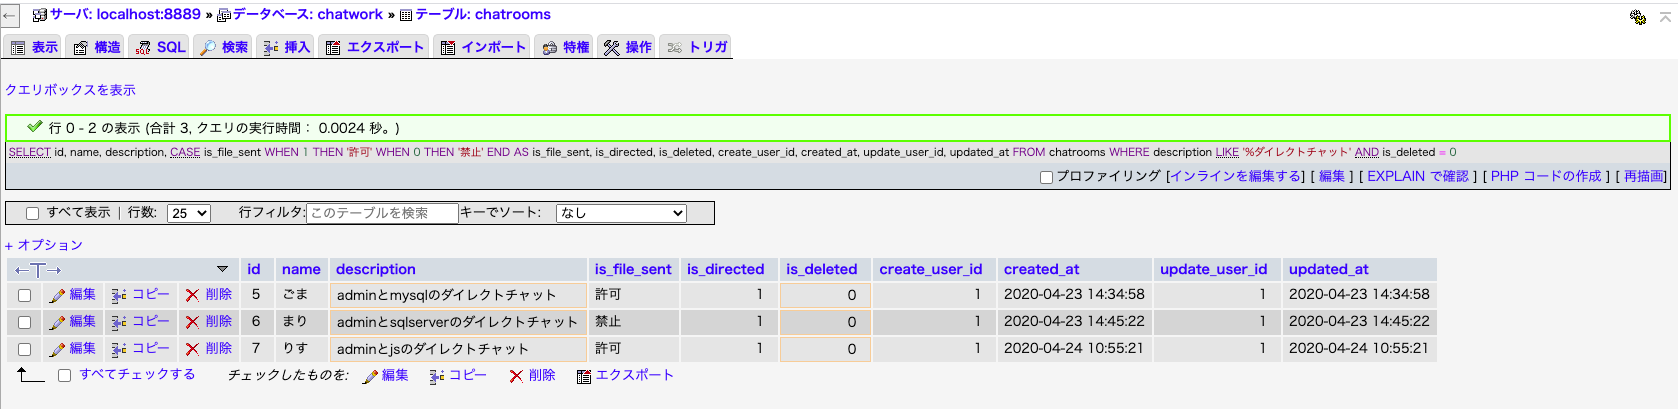 ← サーバ: localhost:8889 » データベース: chatwork » テーブル: chatrooms
表示 構造 SQL 検索 挿入 エクスポート インポート 特権 操作 トリガ
クエリボックスを表示
行 0 - 2 の表示 (合計 3, クエリの実行時間： 0.0024 秒。)
SELECT id, name, description, CASE is_file_sent WHEN 1 THEN '許可' WHEN 0 THEN '禁止' END AS is_file_sent, is_directed, is_deleted, create_user_id, created_at, update_user_id, updated_at FROM chatrooms WHERE description LIKE '%ダイレクトチャット' AND is_deleted = 0
プロファイリング [インラインを編集する] [ 編集 ] [ EXPLAIN で確認 ] [ PHP コードの作成 ] [ 再描画]
すべて表示 | 行数: 25 行フィルタ: このテーブルを検索 キーでソート: なし
+ オプション
←T→ id name description is_file_sent is_directed is_deleted create_user_id created_at update_user_id updated_at
編集 コピー 削除 5 ごま adminとmysqlのダイレクトチャット 許可 1 0 1 2020-04-23 14:34:58 1 2020-04-23 14:34:58
編集 コピー 削除 6 まり adminとsqlserverのダイレクトチャット 禁止 1 0 1 2020-04-23 14:45:22 1 2020-04-23 14:45:22
編集 コピー 削除 7 りす adminとjsのダイレクトチャット 許可 1 0 1 2020-04-24 10:55:21 1 2020-04-24 10:55:21
すべてチェックする チェックしたものを: 編集 コピー 削除 エクスポート